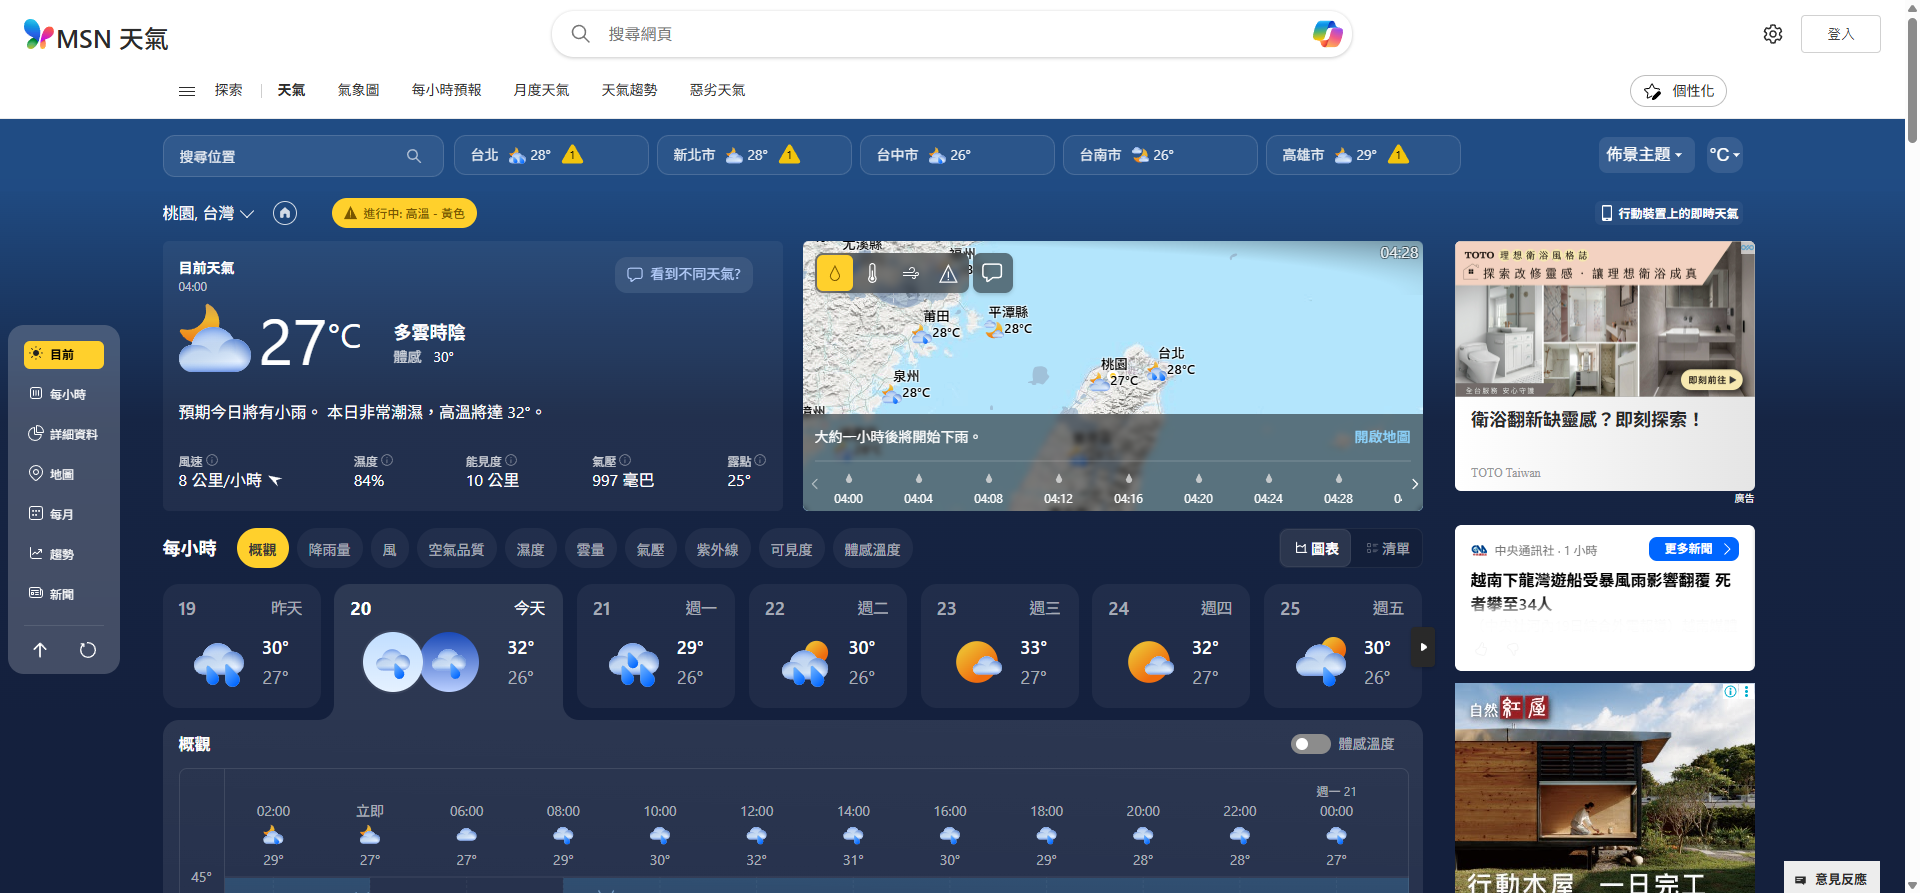 MSN 天氣
搜尋網頁
登入
探索
天氣
氣象圖
每小時預報
月度天氣
天氣趨勢
惡劣天氣
個性化
搜尋位置
台北 28° 1
新北市 28° 1
台中市 26°
台南市 26°
高雄市 29° 1
佈景主題
°C
桃園, 台灣
進行中: 高溫 - 黃色
行動裝置上的即時天氣
目前天氣
04:00
看到不同天氣?
27°C
多雲時陰
體感 30°
預期今日將有小雨。 本日非常潮濕，高溫將達 32°。
風速
8 公里/小時
濕度
84%
能見度
10 公里
氣壓
997 毫巴
露點
25°
04:28
尤溪縣
福州
莆田
28°C
平潭縣
28°C
泉州
28°C
桃園
27°C
台北
28°C
大約一小時後將開始下雨。
開啟地圖
04:00 04:04 04:08 04:12 04:16 04:20 04:24 04:28
目前
每小時
詳細資料
地圖
每月
趨勢
新聞
每小時
概觀
降雨量
風
空氣品質
濕度
雲量
氣壓
紫外線
可見度
體感溫度
圖表
清單
19 昨天
30°
27°
20 今天
32°
26°
21 週一
29°
26°
22 週二
30°
26°
23 週三
33°
27°
24 週四
32°
27°
25 週五
30°
26°
概觀
體感溫度
週一 21
02:00 立即 06:00 08:00 10:00 12:00 14:00 16:00 18:00 20:00 22:00 00:00
29° 27° 27° 29° 30° 32° 31° 30° 29° 28° 28° 27°
45°
TOTO 理想衛浴風格誌
探索改修靈感 · 讓理想衛浴成真
全台服務 安心守護
即刻前往
衛浴翻新缺靈感？即刻探索！
TOTO Taiwan
廣告
中央通訊社 · 1 小時
更多新聞
越南下龍灣遊船受暴風雨影響翻覆 死
者攀至34人
自然 紅屋
行動木屋 一日完工
意見反應